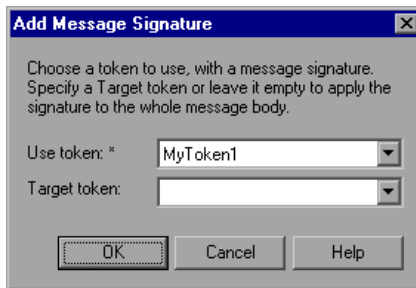 Add Message Signature
Choose a token to use, with a message signature.
Specify a Target token or leave it empty to apply the
signature to the whole message body.
Use token: * MyToken1
Target token:
OK Cancel Help